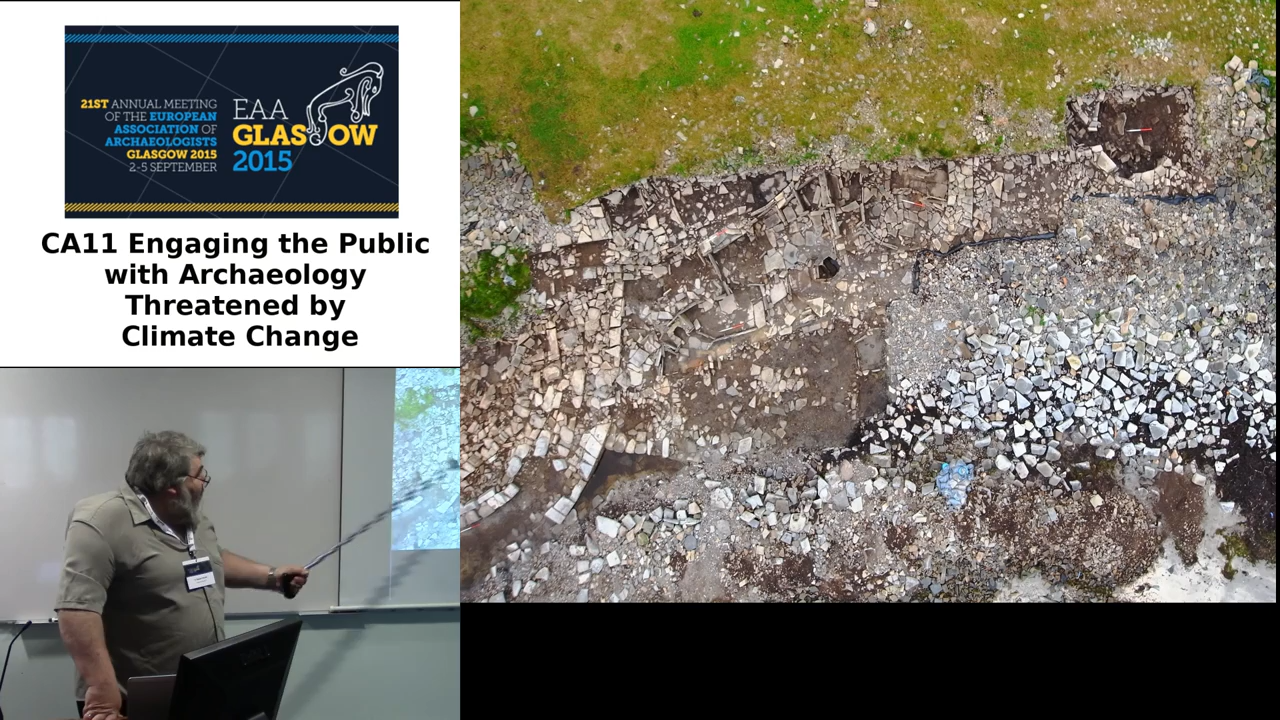 21ST ANNUAL MEETING
OF THE EUROPEAN
ASSOCIATION OF
ARCHAEOLOGISTS
GLASGOW 2015
2-5 SEPTEMBER
EAA
GLASGOW
2015
CA11 Engaging the Public
with Archaeology
Threatened by
Climate Change